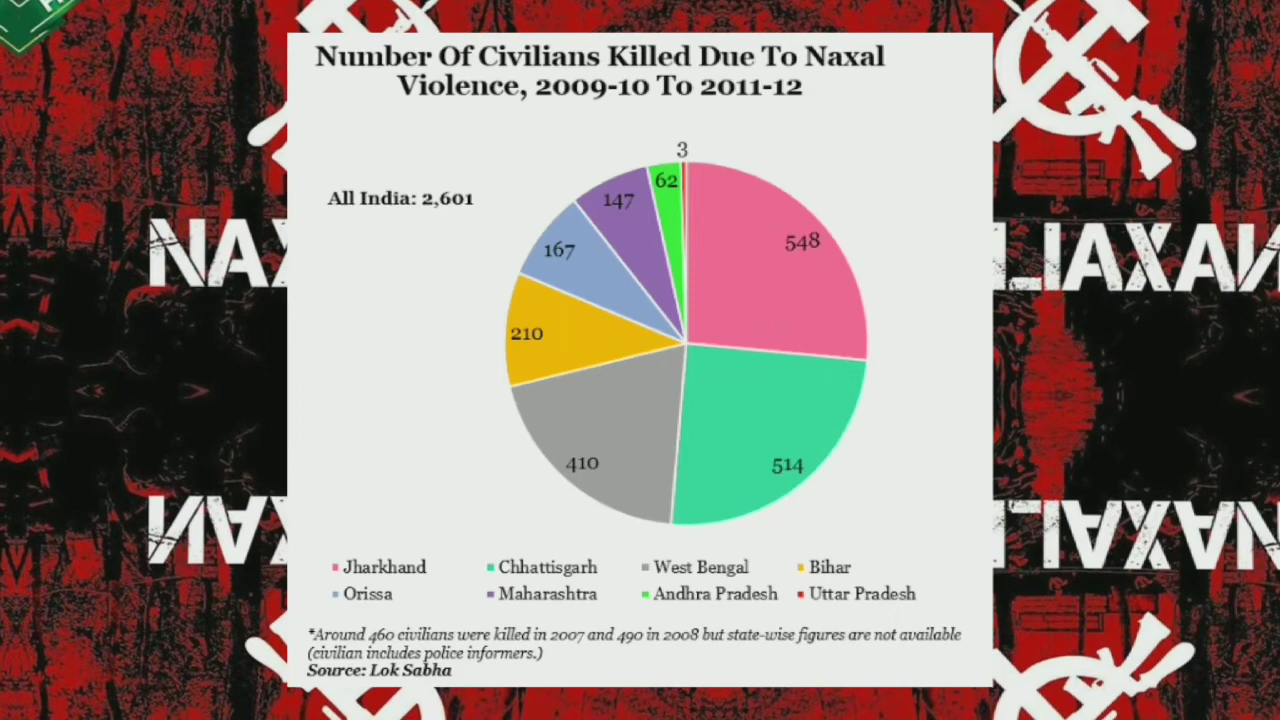 Number Of Civilians Killed Due To Naxal
Violence, 2009-10 To 2011-12
All India: 2,601
3
62
147
548
167
210
410
514
Jharkhand Chhattisgarh West Bengal Bihar
Orissa Maharashtra Andhra Pradesh Uttar Pradesh
*Around 460 civilians were killed in 2007 and 490 in 2008 but state-wise figures are not available
(civilian includes police informers.)
Source: Lok Sabha